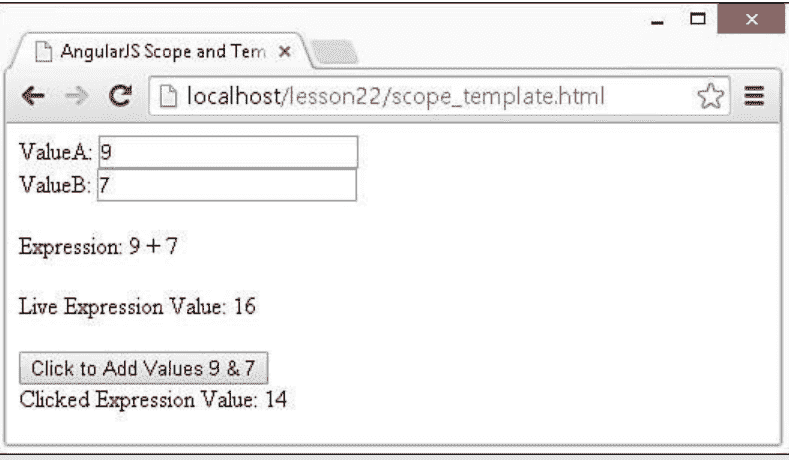 AngularJS Scope and Tem
localhost/lesson22/scope_template.html
ValueA: 9
ValueB: 7
Expression: 9 + 7
Live Expression Value: 16
Click to Add Values 9 & 7
Clicked Expression Value: 14